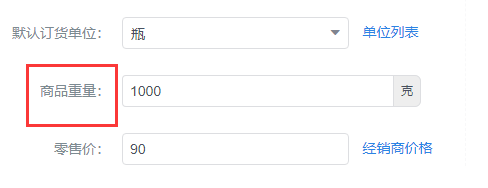 默认订货单位： 瓶 单位列表
商品重量： 1000 克
零售价： 90 经销商价格